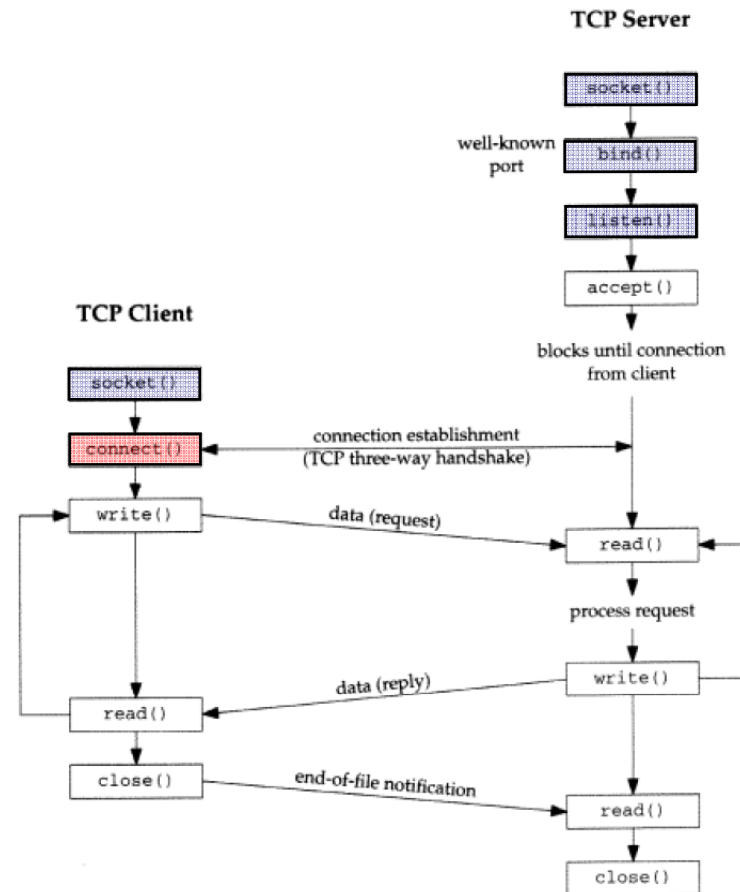 TCP Server
socket()
well-known
port
bind()
listen()
accept()
blocks until connection
from client
TCP Client
socket()
connect()
connection establishment
(TCP three-way handshake)
write()
data (request)
read()
process request
write()
data (reply)
read()
close()
end-of-file notification
read()
close()